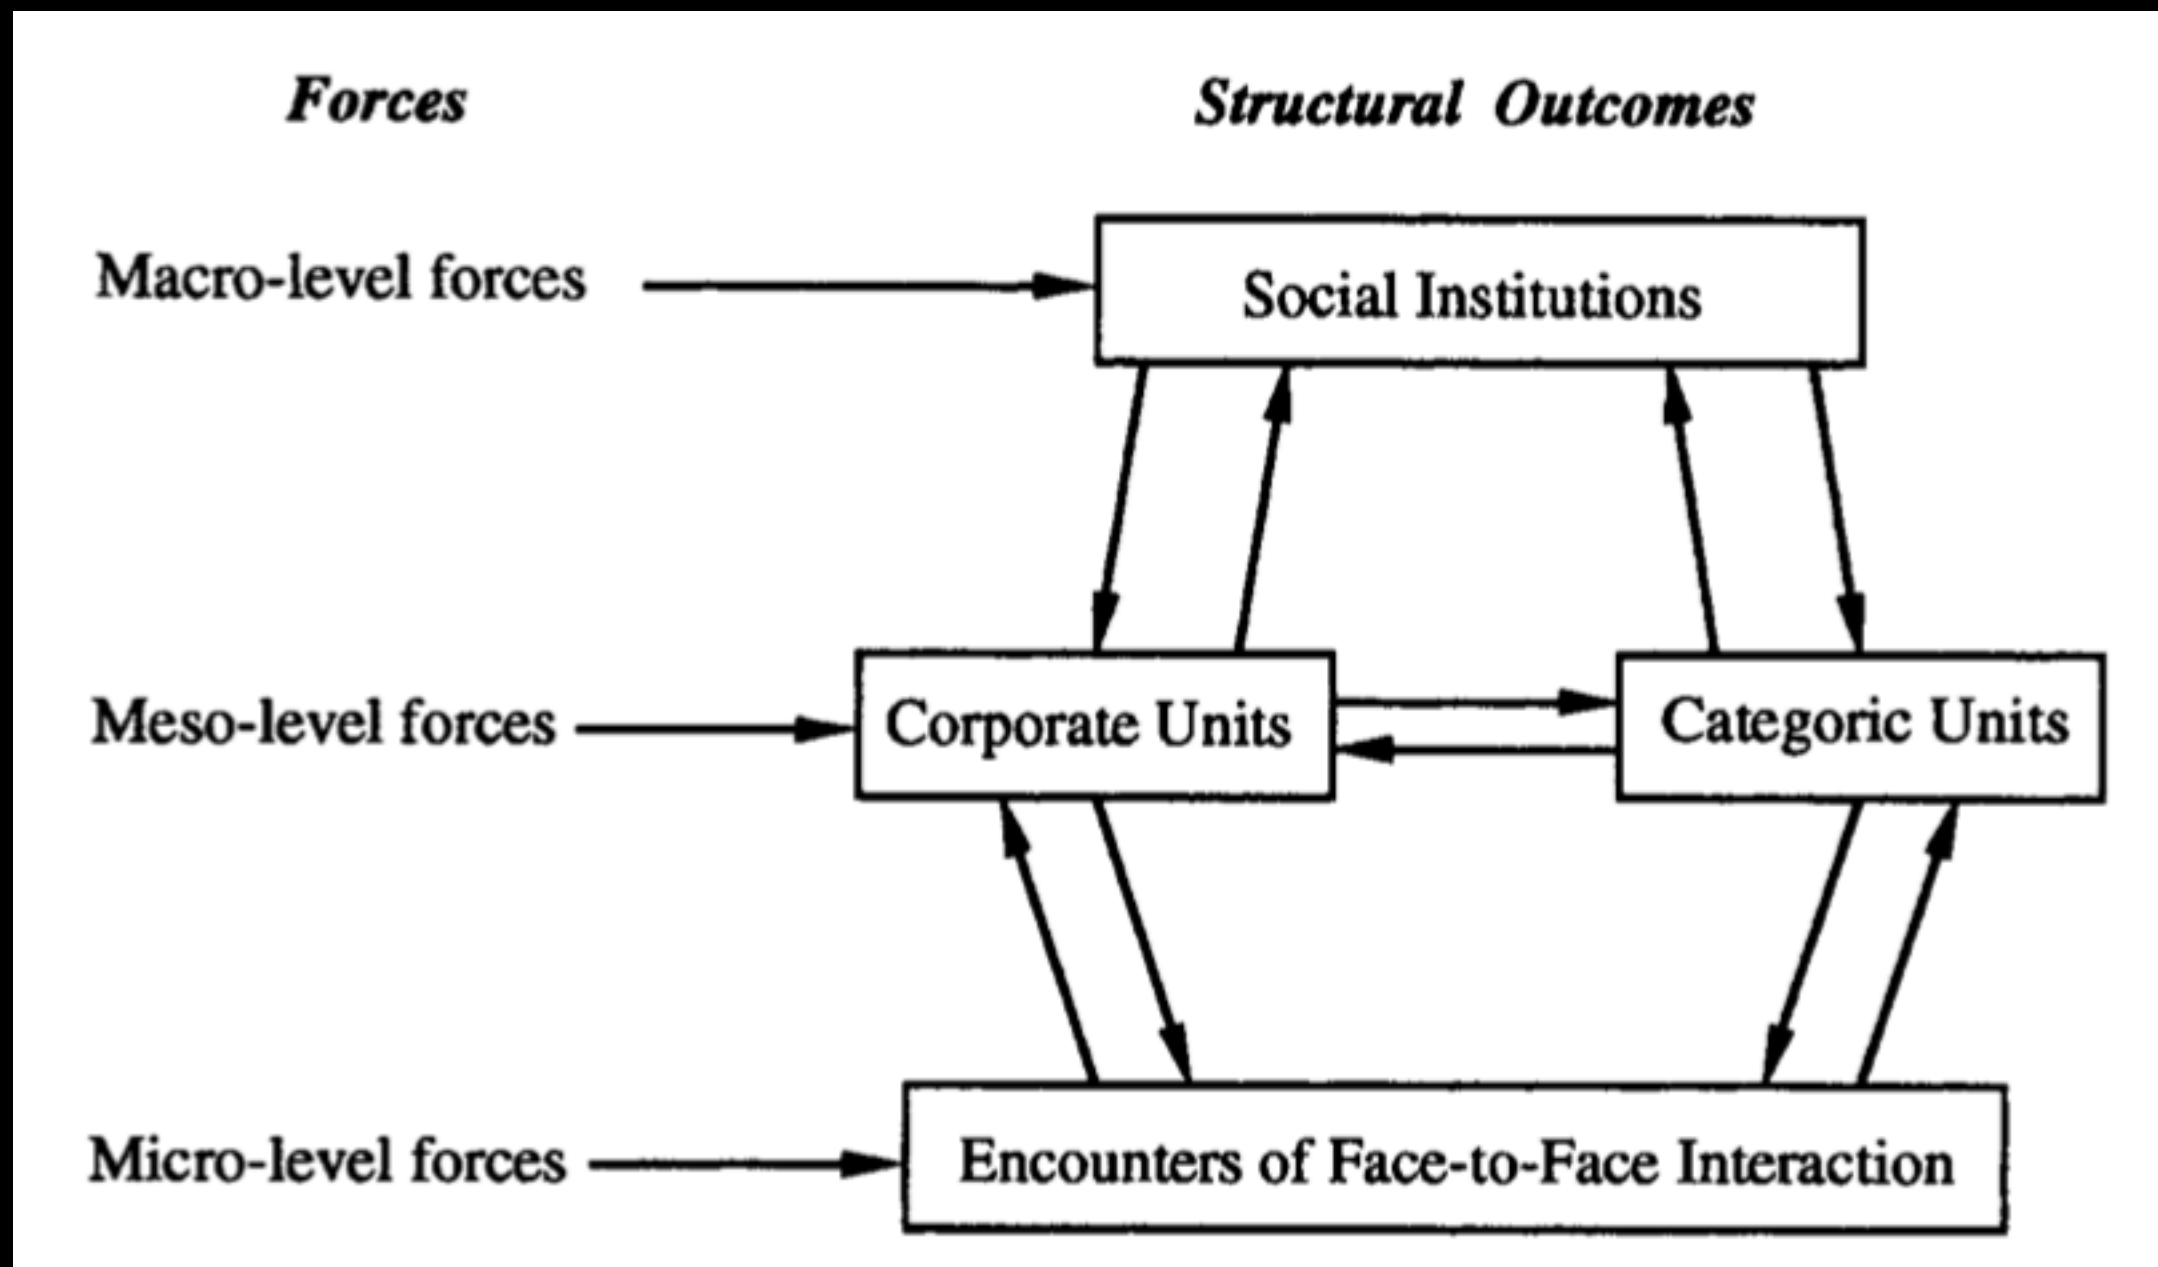 Forces
Structural Outcomes
Macro-level forces
Social Institutions
Meso-level forces
Corporate Units
Categoric Units
Micro-level forces
Encounters of Face-to-Face Interaction